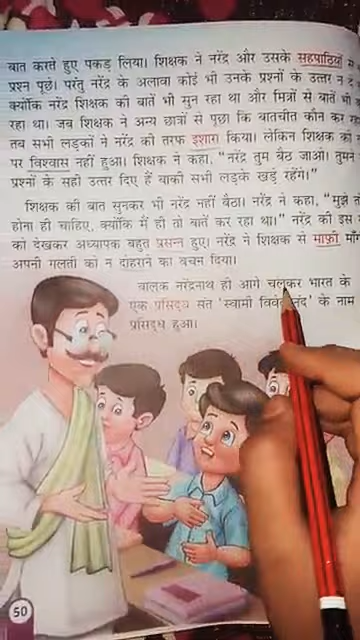 बात करते हुए पकड़ लिया। शिक्षक ने नरेंद्र और उसके सहपाठियों से
प्रश्न पूछे। परंतु नरेंद्र के अलावा कोई भी उनके प्रश्नों के उत्तर न
क्योंकि नरेंद्र शिक्षक की बातें भी सुन रहा था और मित्रों से बातें भी
रहा था। जब शिक्षक ने अन्य छात्रों से पूछा कि बातचीत कौन कर
तब सभी लड़कों ने नरेंद्र की तरफ इशारा किया। लेकिन शिक्षक को
पर विश्वास नहीं हुआ। शिक्षक ने कहा, “नरेंद्र तुम बैठ जाओ। तुमने
प्रश्नों के सही उत्तर दिए हैं बाकी सभी लड़के खड़े रहेंगे।”
शिक्षक की बात सुनकर भी नरेंद्र नहीं बैठा। नरेंद्र ने कहा, “मुझे तो
होना ही चाहिए, क्योंकि मैं ही तो बातें कर रहा था।” नरेंद्र की इस
को देखकर अध्यापक बहुत प्रसन्न हुए। नरेंद्र ने शिक्षक से माफ़ी
अपनी गलती को न दोहराने का वचन दिया।
बालक नरेंद्रनाथ ही आगे चलकर भारत के
एक प्रसिद्ध संत ‘स्वामी विवेकानंद’ के नाम
प्रसिद्ध हुआ।
50